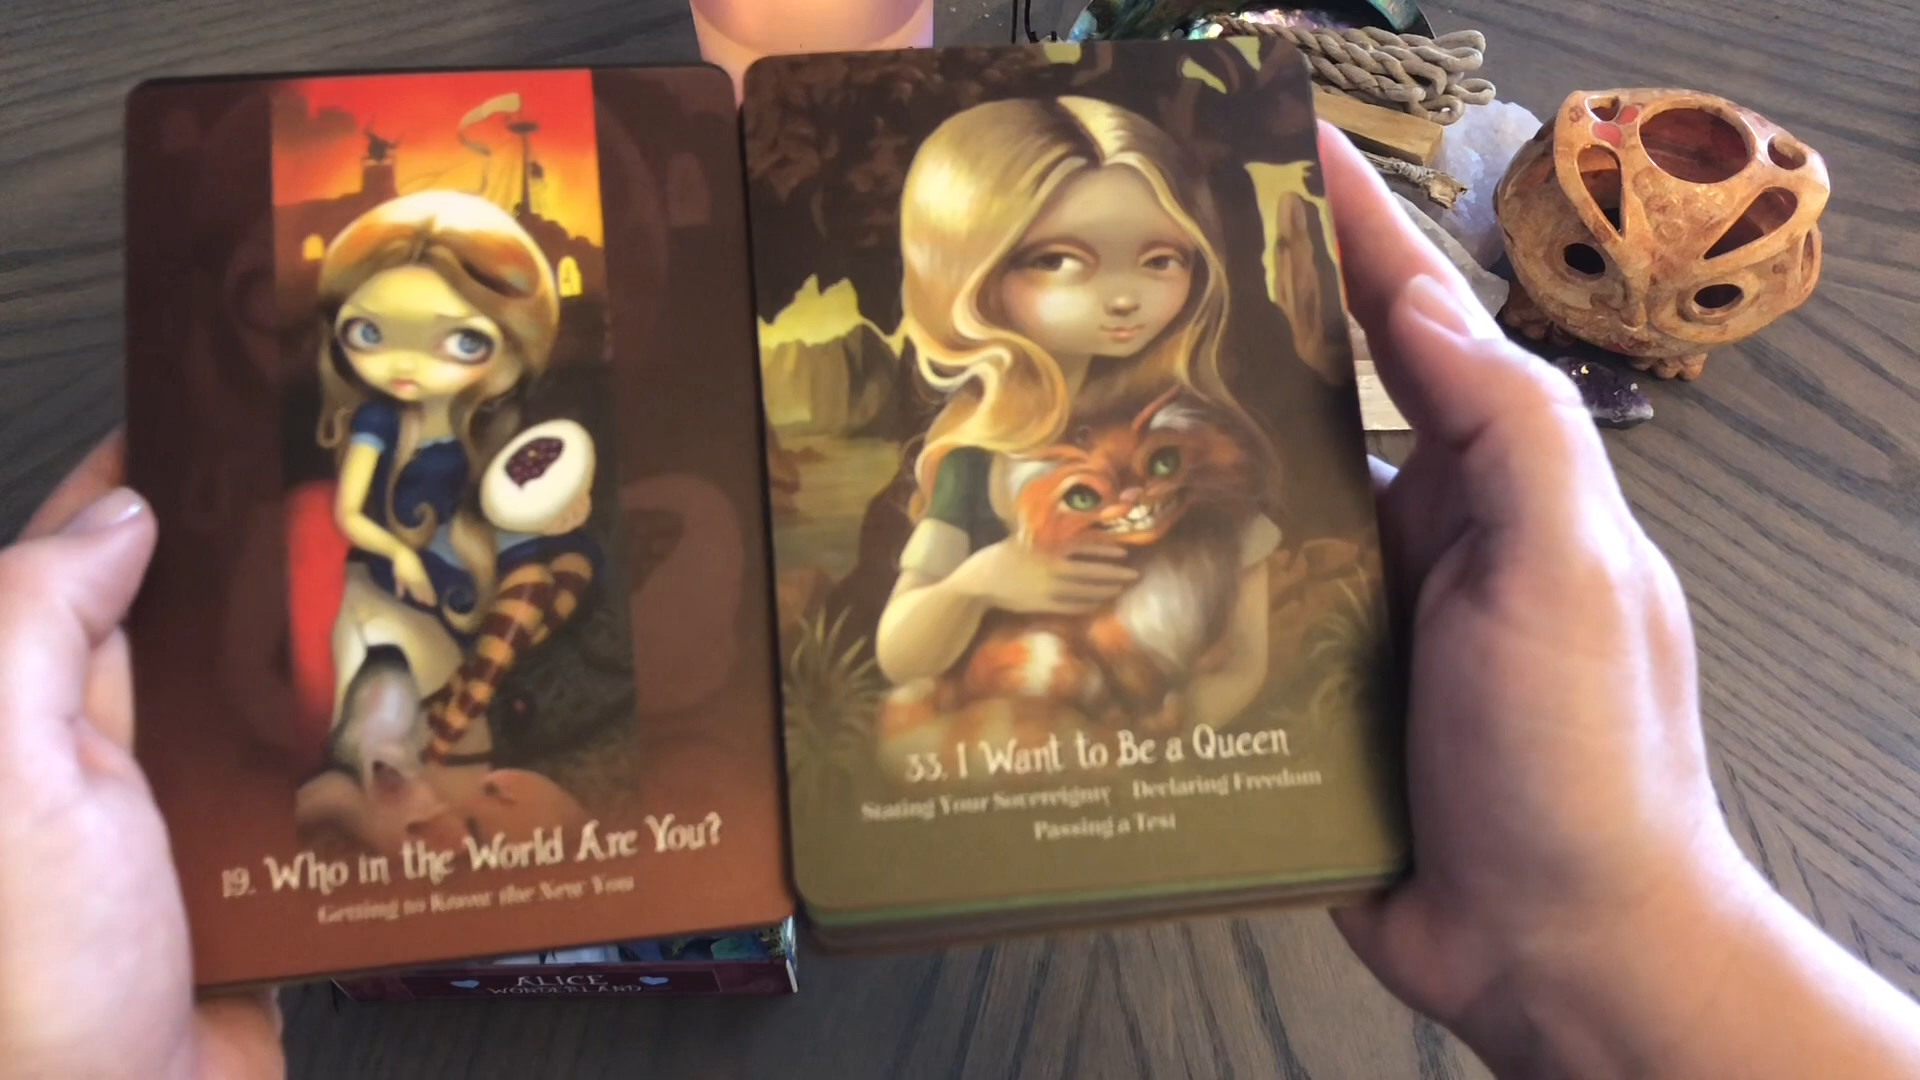 19. Who in the World Are You?
Getting to Know the New You
33. I Want to Be a Queen
Stating Your Sovereignty Declaring Freedom
Passing a Test
ALICE
WONDERLAND